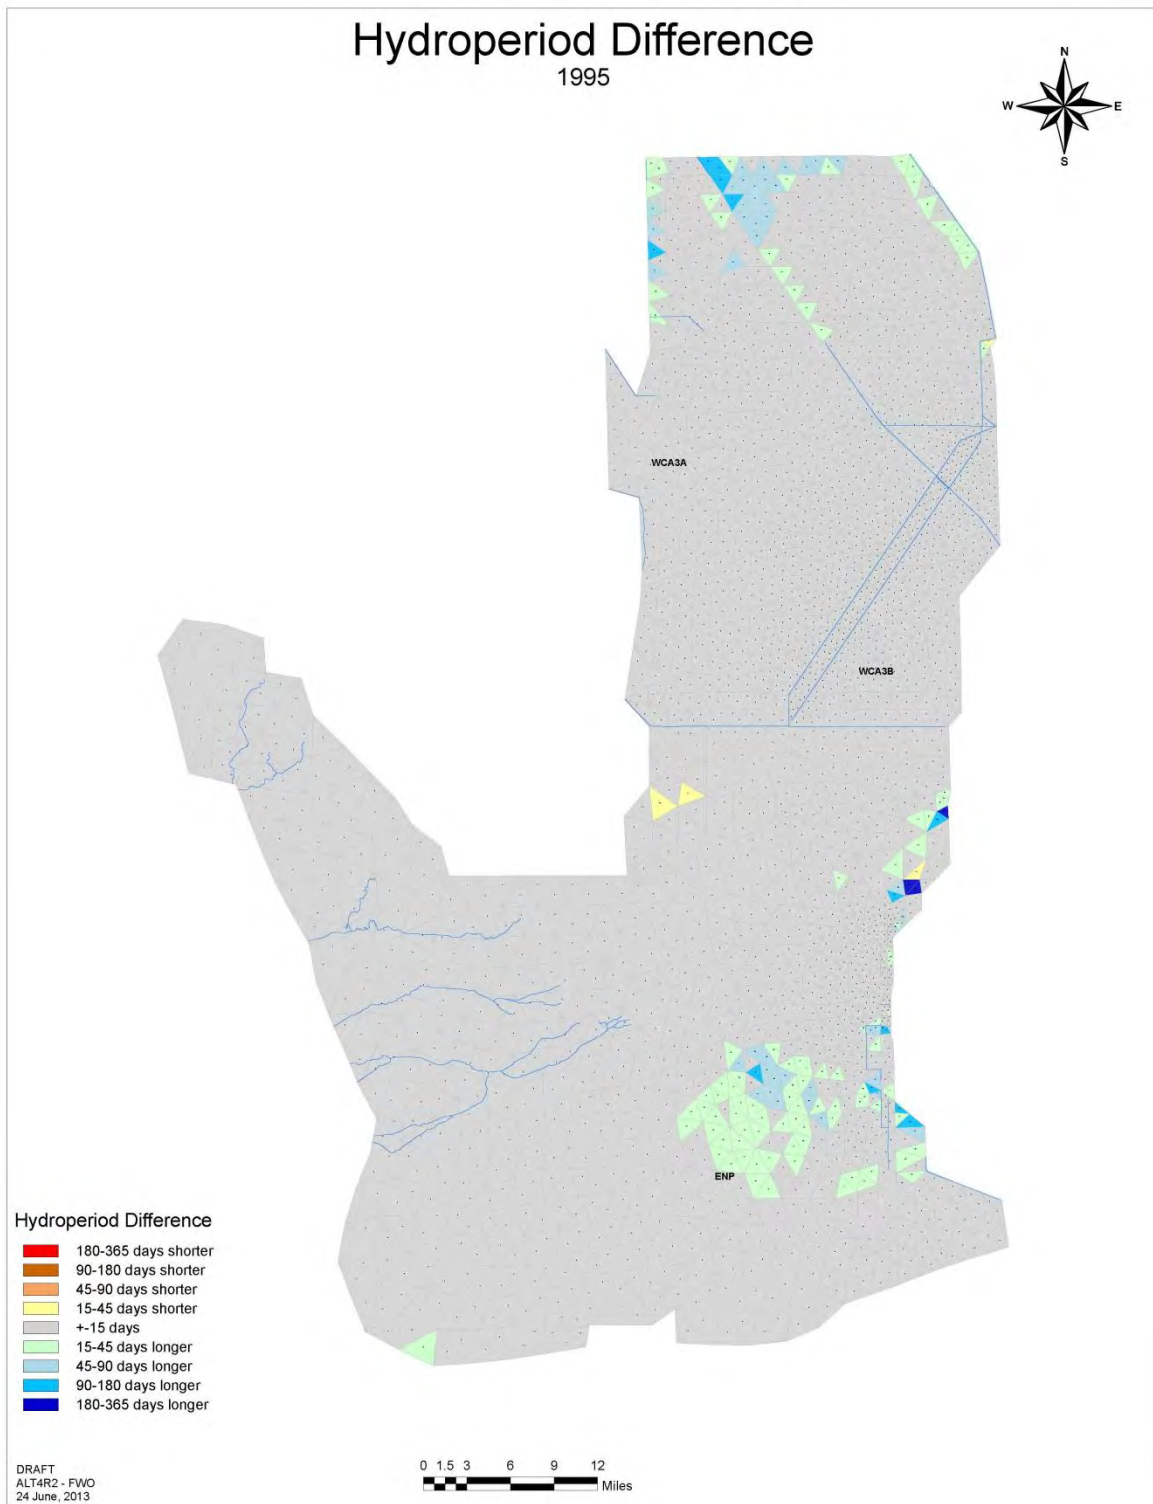 Hydroperiod Difference
1995
N
W
E
S
WCA3A
WCA3B
ENP
Hydroperiod Difference
180-365 days shorter
90-180 days shorter
45-90 days shorter
15-45 days shorter
+-15 days
15-45 days longer
45-90 days longer
90-180 days longer
180-365 days longer
DRAFT
ALT4R2 - FWO
24 June, 2013
0 1.5 3 6 9 12
Miles